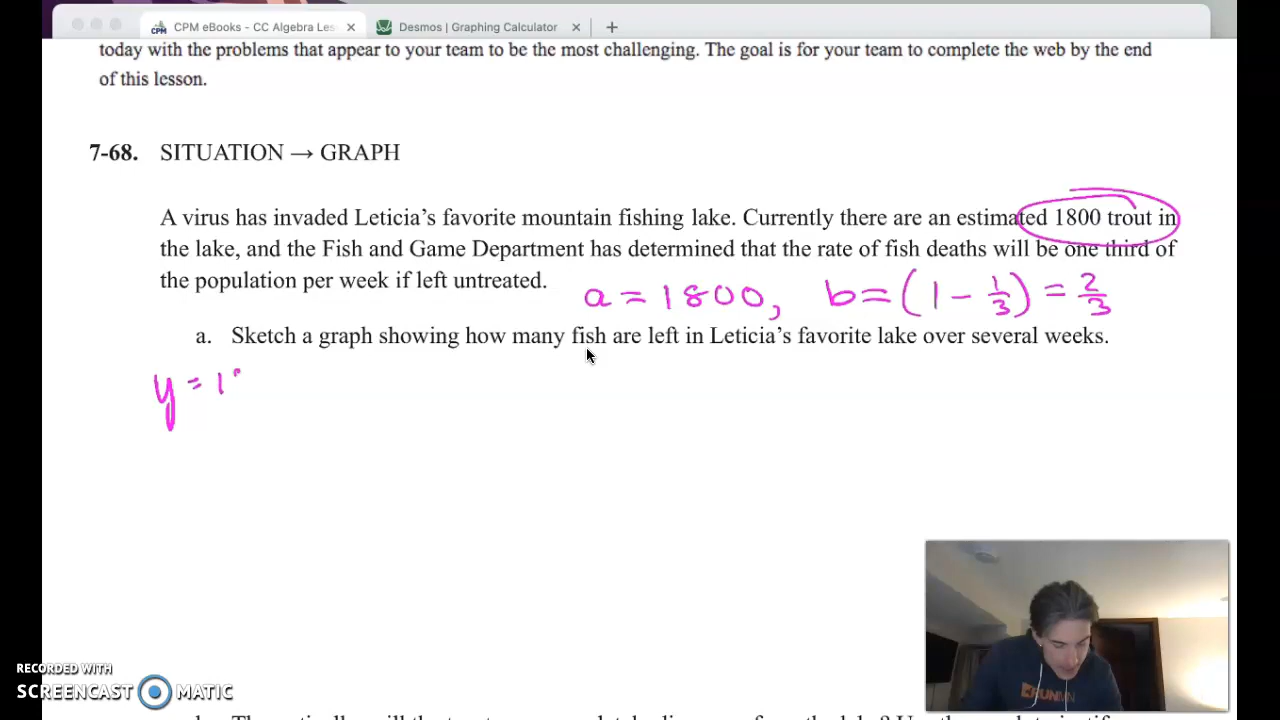 CPM eBooks - CC Algebra Les
Desmos | Graphing Calculator
today with the problems that appear to your team to be the most challenging. The goal is for your team to complete the web by the end
of this lesson.
7-68. SITUATION → GRAPH
A virus has invaded Leticia's favorite mountain fishing lake. Currently there are an estimated 1800 trout in
the lake, and the Fish and Game Department has determined that the rate of fish deaths will be one third of
the population per week if left untreated.
a = 1800, b = (1 - 1/3) = 2/3
a. Sketch a graph showing how many fish are left in Leticia's favorite lake over several weeks.
y = 1
RECORDED WITH
SCREENCAST MATIC